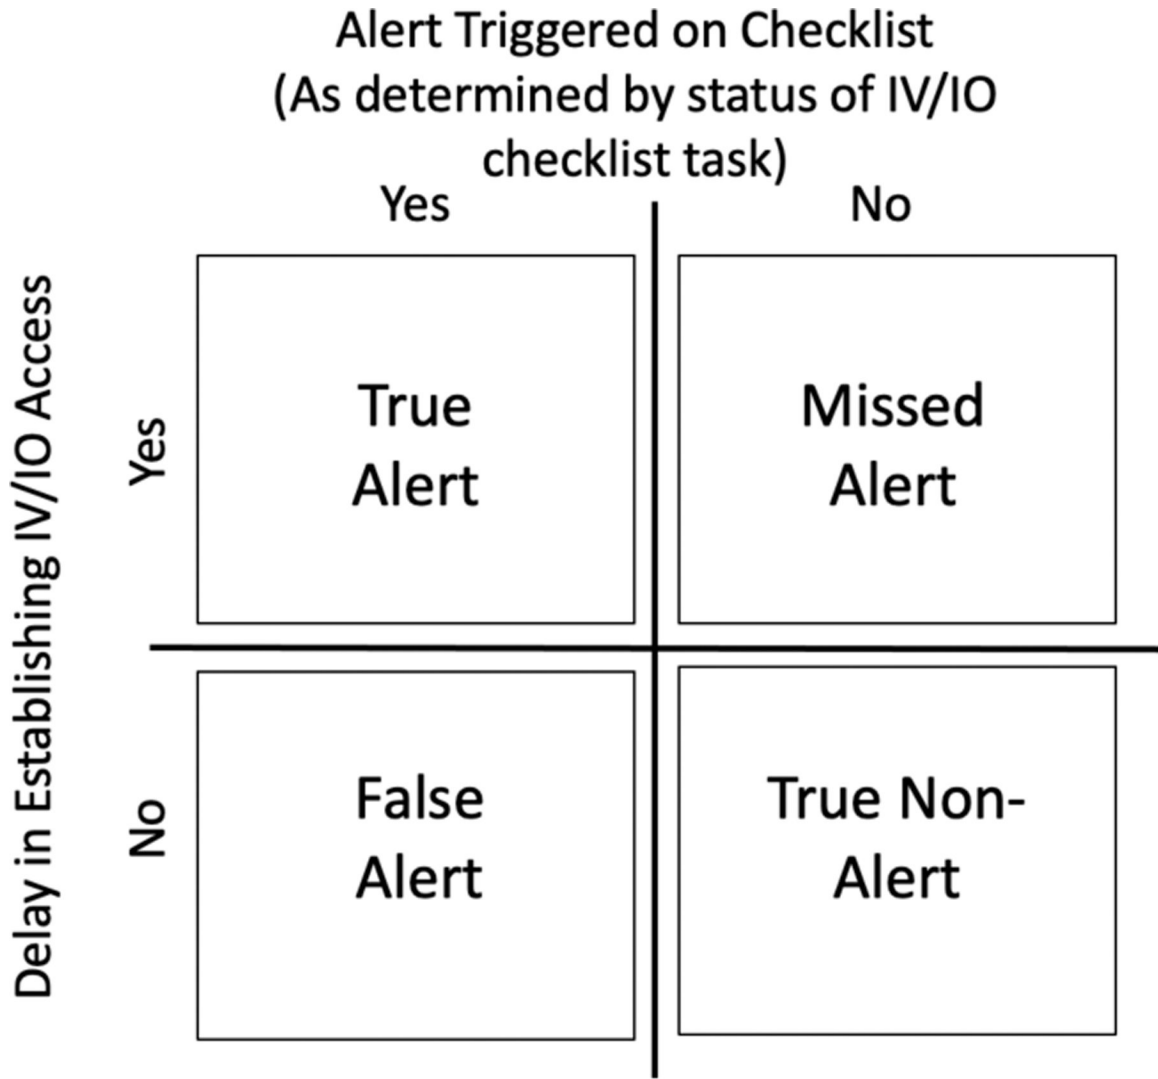 Alert Triggered on Checklist
(As determined by status of IV/IO
checklist task)
Yes
No
Delay in Establishing IV/IO Access
Yes
True
Alert
Missed
Alert
No
False
Alert
True Non-
Alert